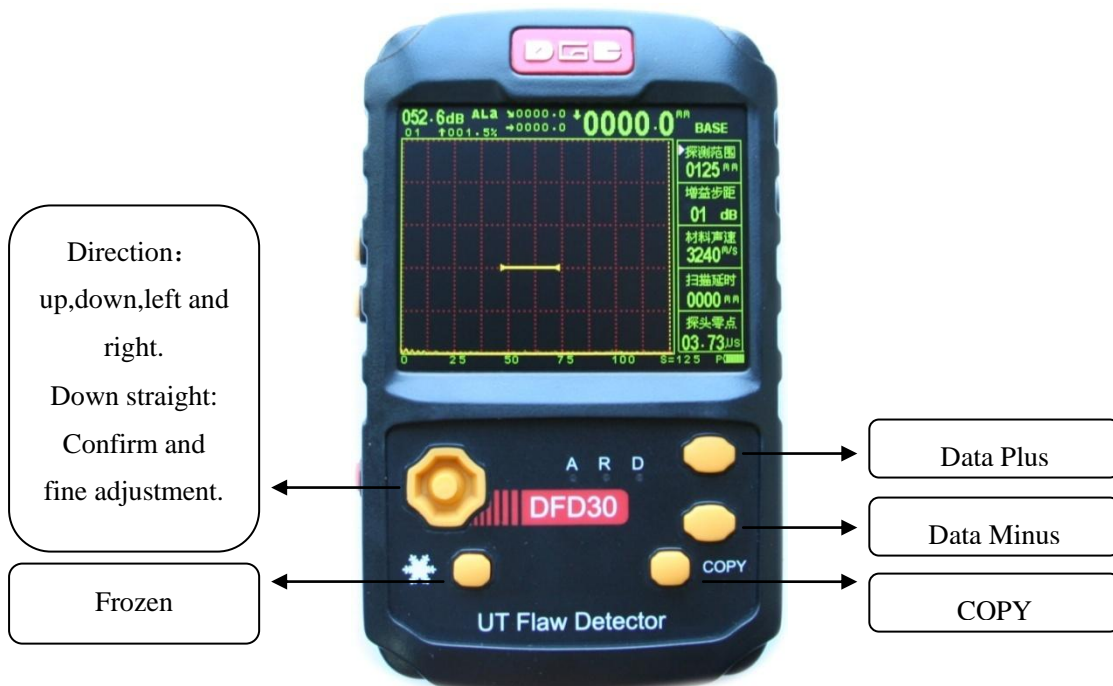 DGC
052.6dB ALa ↘0000.0 ↓0000.0 MM BASE
01 ↑001.5% →0000.0
探测范围
0125 MM
增益步距
01 dB
材料声速
3240 M/S
扫描延时
0000 MM
探头零点
03.73 US
0 25 50 75 100 S=125 P
Direction：
up,down,left and
right.
Down straight:
Confirm and
fine adjustment.
Frozen
A R D
DFD30
COPY
UT Flaw Detector
Data Plus
Data Minus
COPY